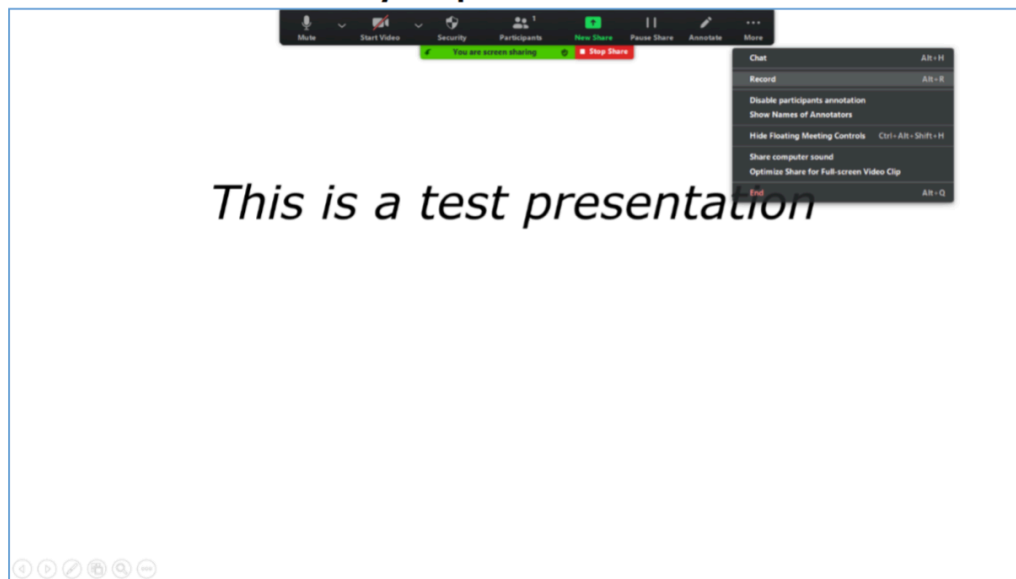 Mute Start Video Security Participants 1 New Share Pause Share Annotate More
You are screen sharing Stop Share
Chat Alt+H
Record Alt+R
Disable participants annotation
Show Names of Annotators
Hide Floating Meeting Controls Ctrl+Alt+Shift+H
Share computer sound
Optimize Share for Full-screen Video Clip
End Alt+Q
This is a test presentation